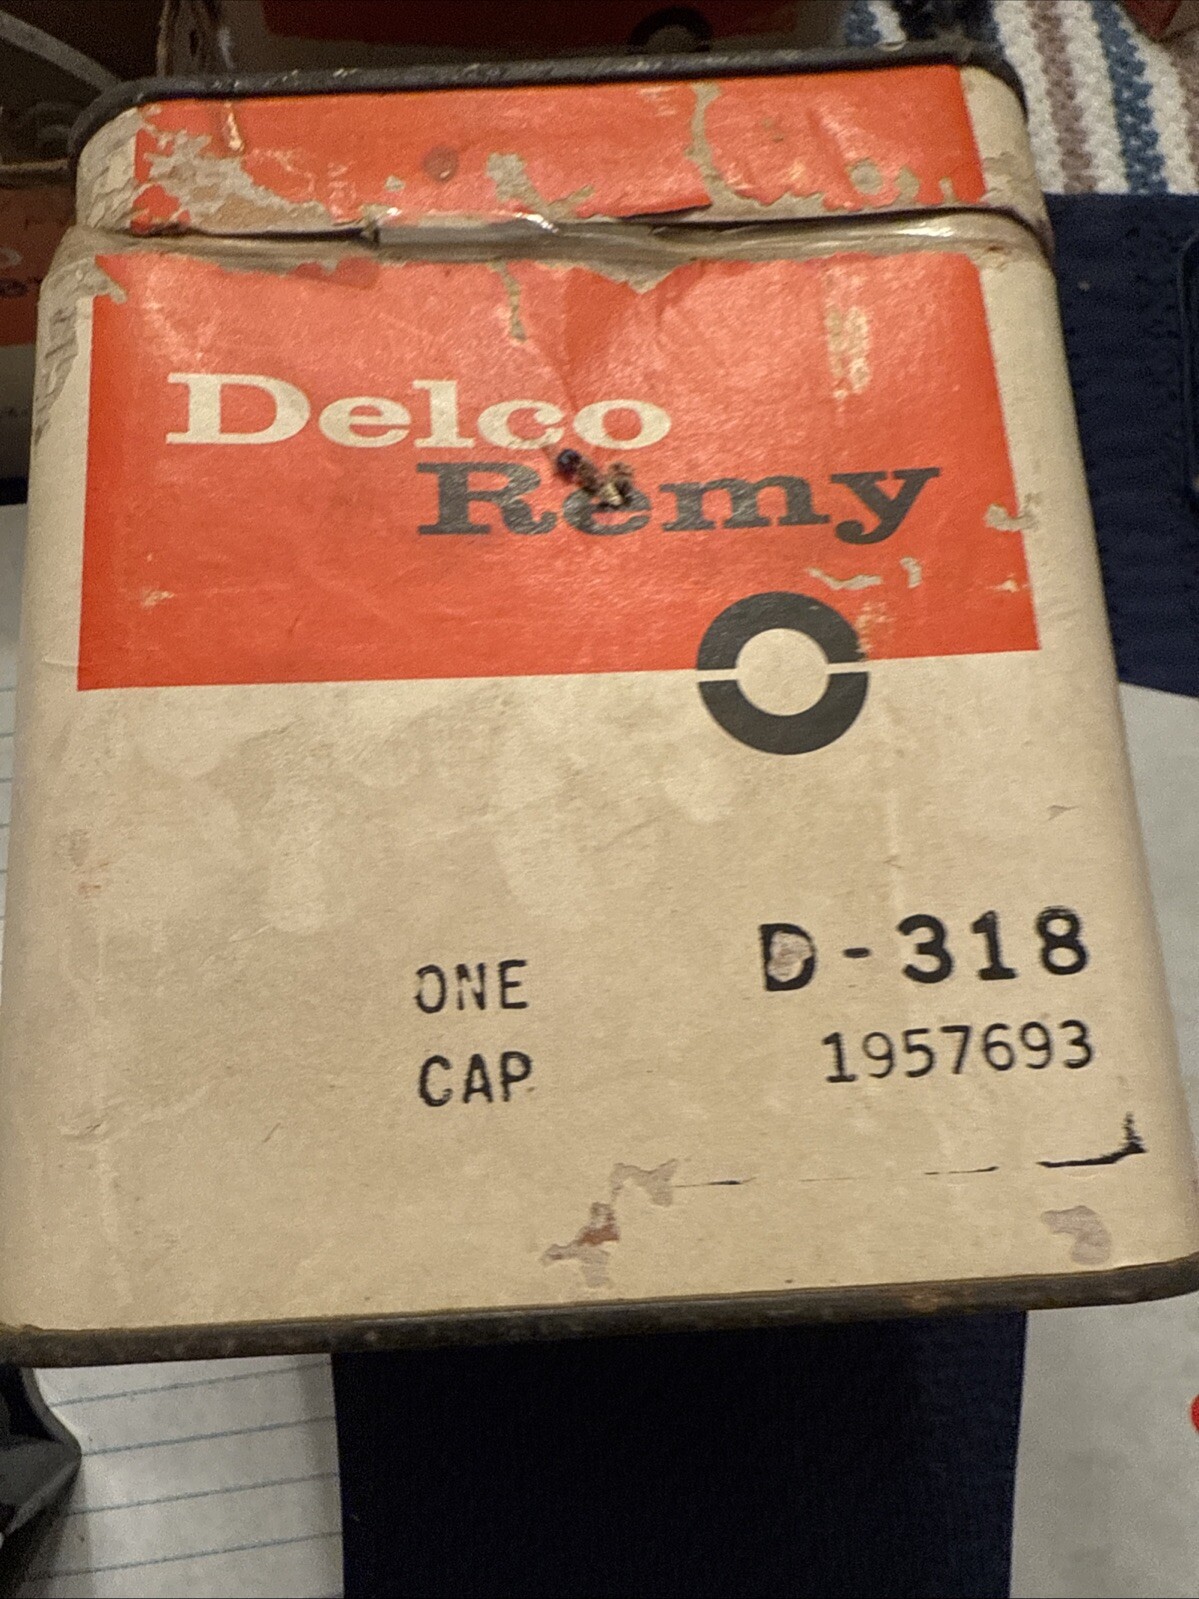 Delco
Remy
D-318
ONE
1957693
CAP